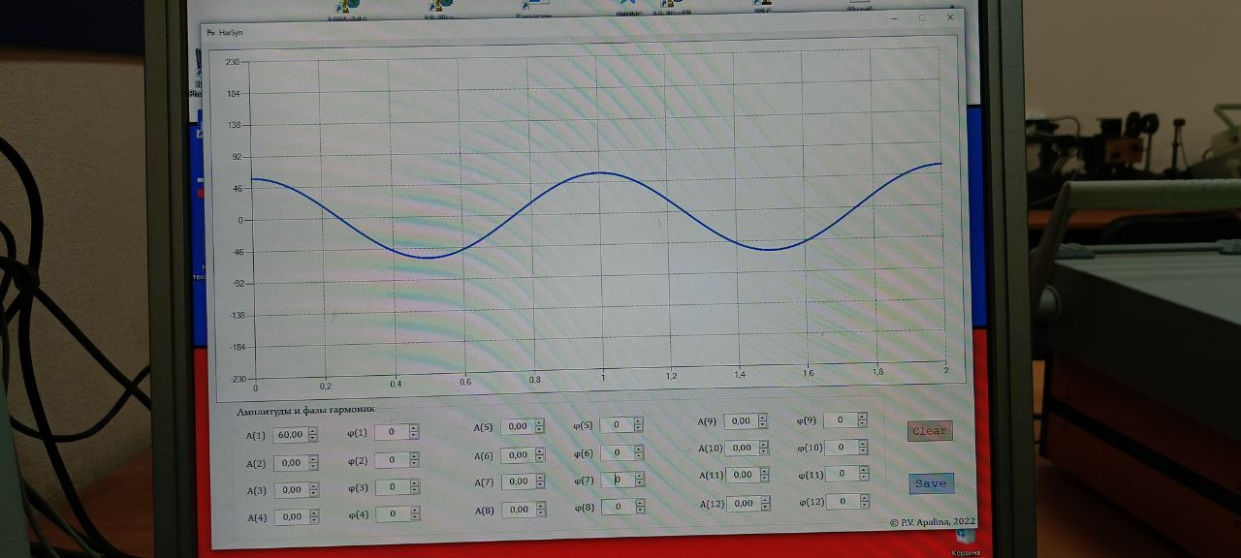 HarSyn
230
184
138
92
46
0
46
-92
-138
-184
-230
0 0,2 0,4 0,6 0,8 1 1,2 1,4 1,6 1,8 2
Амплитуды и фазы гармоник
A(1) 60,00 φ(1) 0 A(5) 0,00 φ(5) 0 A(9) 0,00 φ(9) 0 Clear
A(2) 0,00 φ(2) 0 A(6) 0,00 φ(6) 0 A(10) 0,00 φ(10) 0
A(3) 0,00 φ(3) 0 A(7) 0,00 φ(7) 0 A(11) 0,00 φ(11) 0 Save
A(4) 0,00 φ(4) 0 A(8) 0,00 φ(8) 0 A(12) 0,00 φ(12) 0
© P.V. Apalina, 2022
Корзина